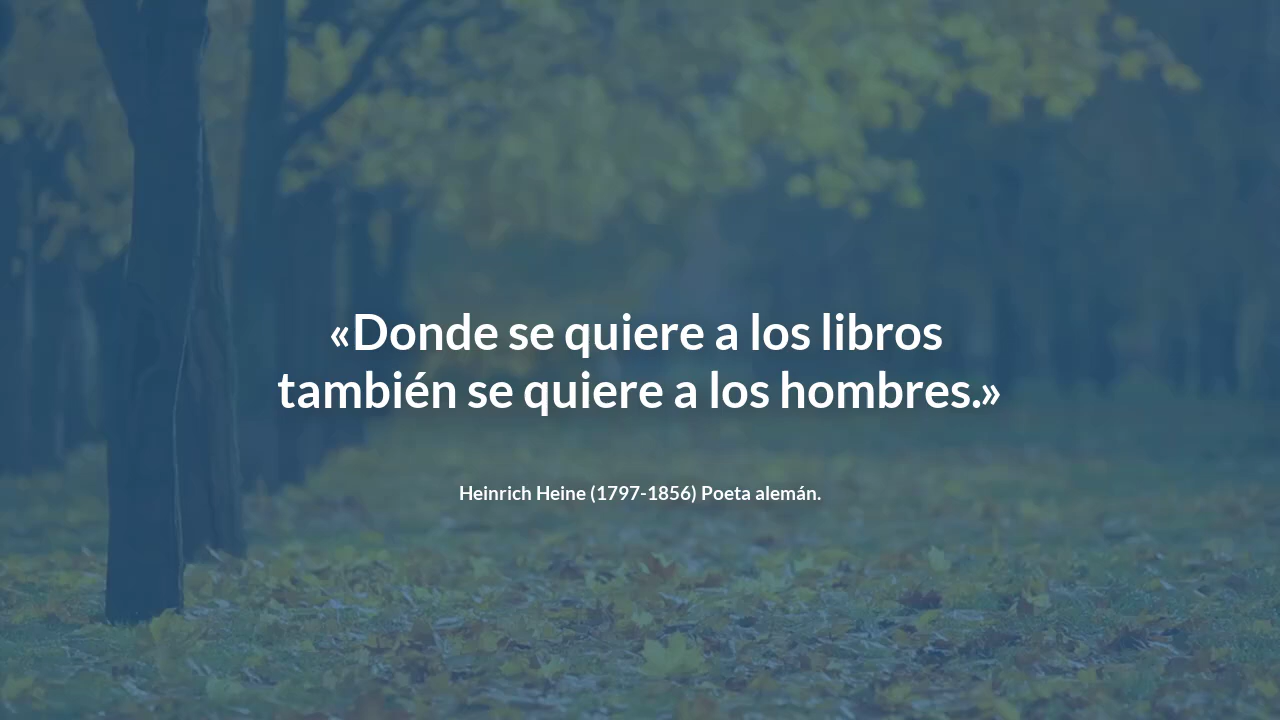 «Donde se quiere a los libros
también se quiere a los hombres.»
Heinrich Heine (1797-1856) Poeta alemán.